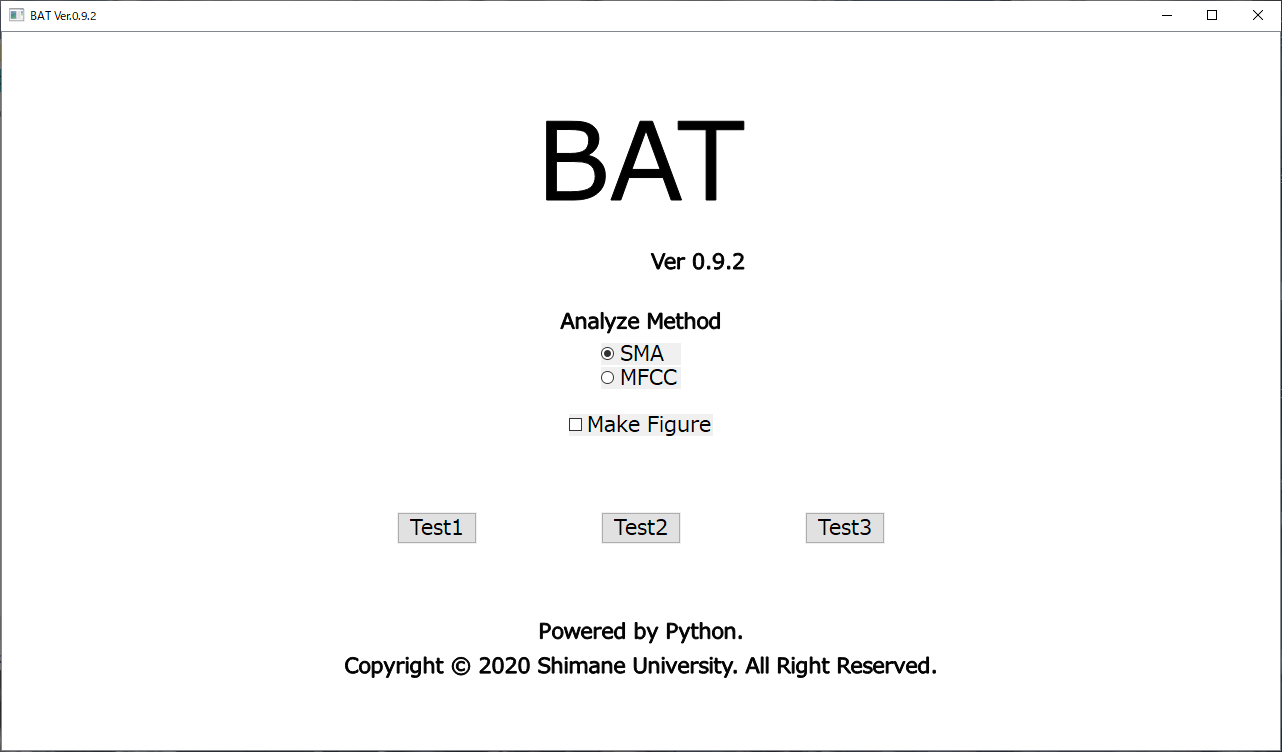 BAT Ver.0.9.2
BAT
Ver 0.9.2
Analyze Method
SMA
MFCC
Make Figure
Test1 Test2 Test3
Powered by Python.
Copyright © 2020 Shimane University. All Right Reserved.